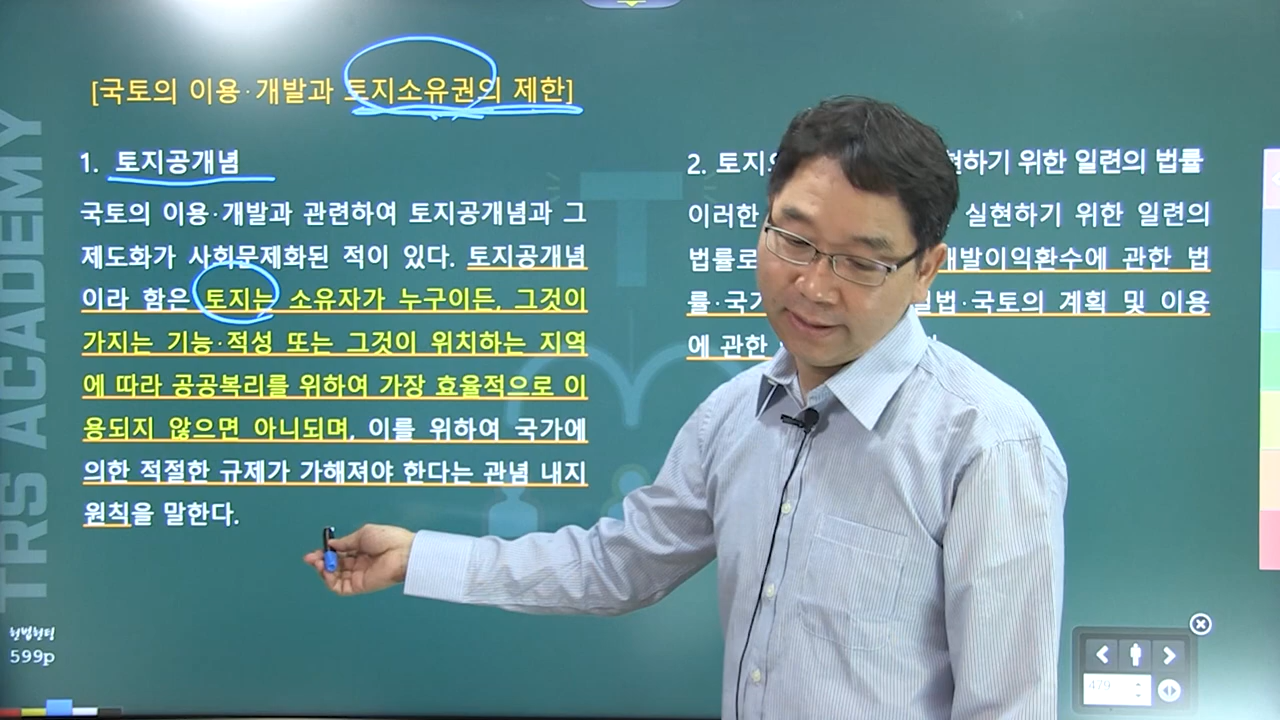 [국토의 이용·개발과 토지소유권의 제한]
1. 토지공개념
국토의 이용·개발과 관련하여 토지공개념과 그
제도화가 사회문제화된 적이 있다. 토지공개념
이라 함은 토지는 소유자가 누구이든, 그것이
가지는 기능·적성 또는 그것이 위치하는 지역
에 따라 공공복리를 위하여 가장 효율적으로 이
용되지 않으면 아니되며, 이를 위하여 국가에
의한 적절한 규제가 가해져야 한다는 관념 내지
원칙을 말한다.
2. 현하기 위한 일련의 법률
이러한 실현하기 위한 일련의
법률로 개발이익환수에 관한 법
률·국 법·국토의 계획 및 이용
에 관한
TRS ACADEMY
599p
479